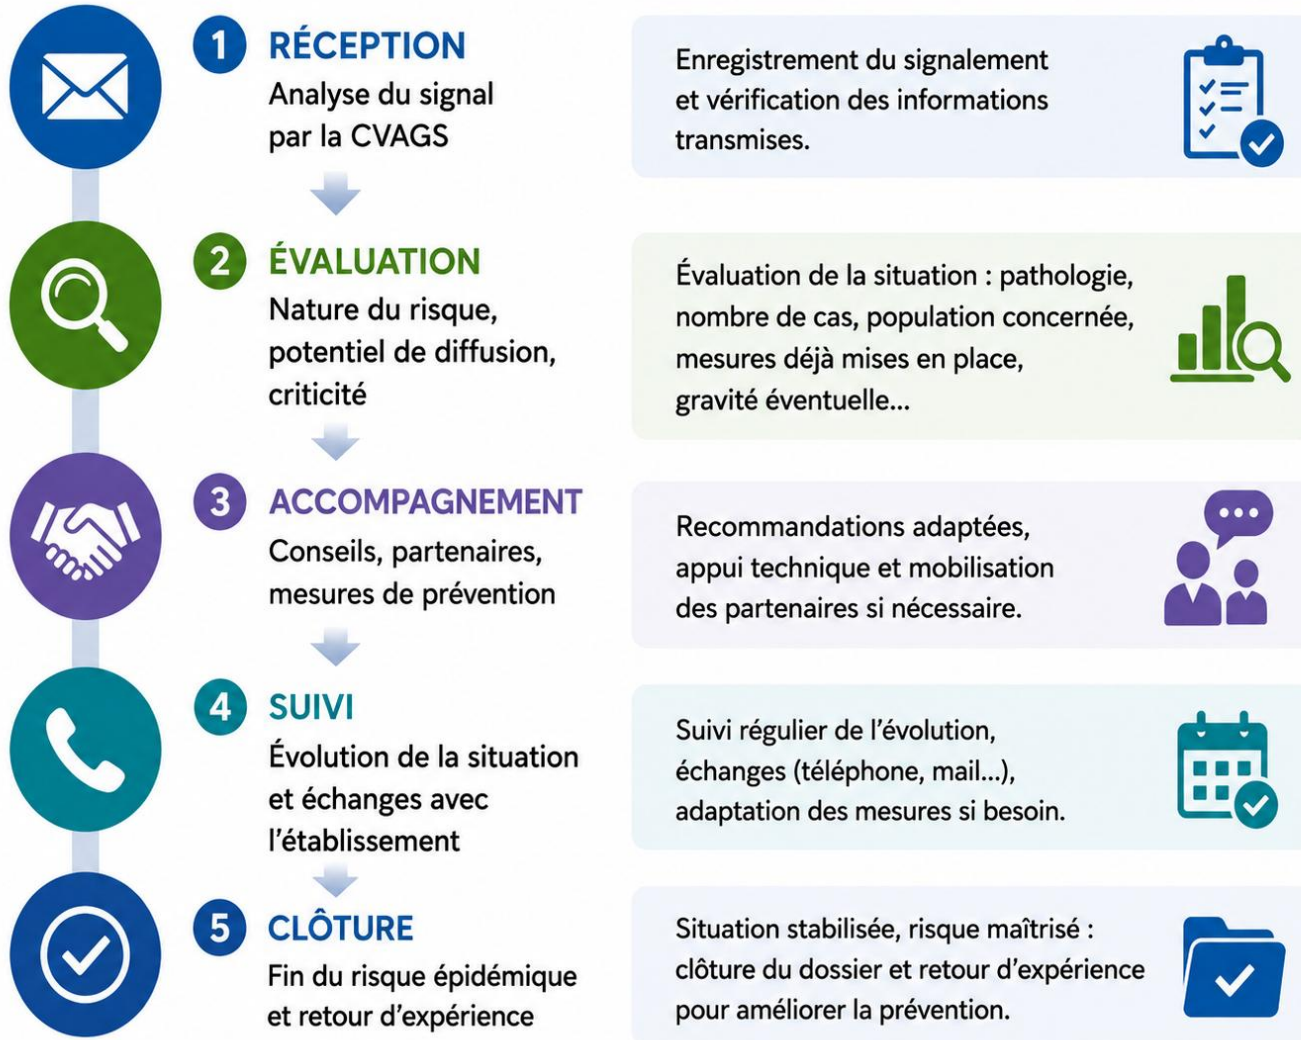 1 RÉCEPTION
Analyse du signal
par la CVAGS
Enregistrement du signalement
et vérification des informations
transmises.
2 ÉVALUATION
Nature du risque,
potentiel de diffusion,
criticité
Évaluation de la situation : pathologie,
nombre de cas, population concernée,
mesures déjà mises en place,
gravité éventuelle...
3 ACCOMPAGNEMENT
Conseils, partenaires,
mesures de prévention
Recommandations adaptées,
appui technique et mobilisation
des partenaires si nécessaire.
4 SUIVI
Évolution de la situation
et échanges avec
l'établissement
Suivi régulier de l'évolution,
échanges (téléphone, mail...),
adaptation des mesures si besoin.
5 CLÔTURE
Fin du risque épidémique
et retour d'expérience
Situation stabilisée, risque maîtrisé :
clôture du dossier et retour d'expérience
pour améliorer la prévention.